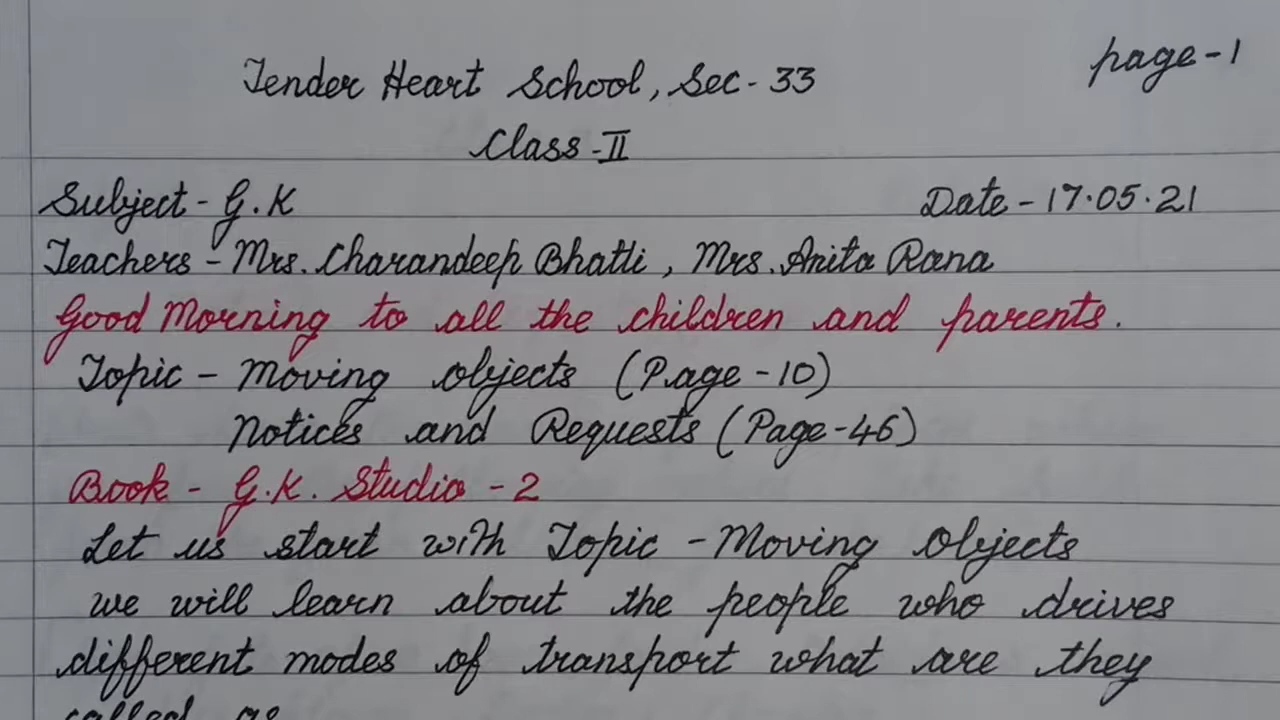 page-1
Tender Heart School, Sec-33
Class-II
Subject- G.K Date-17.05.21
Teachers-Mrs. Charandeep Bhatti, Mrs. Anita Rana
Good Morning to all the children and parents.
Topic - Moving objects (Page-10)
Notices and Requests (Page-46)
Book - G.K. Studio -2
Let us start with Topic -Moving Objects
we will learn about the people who drives
different modes of transport what are they
called as